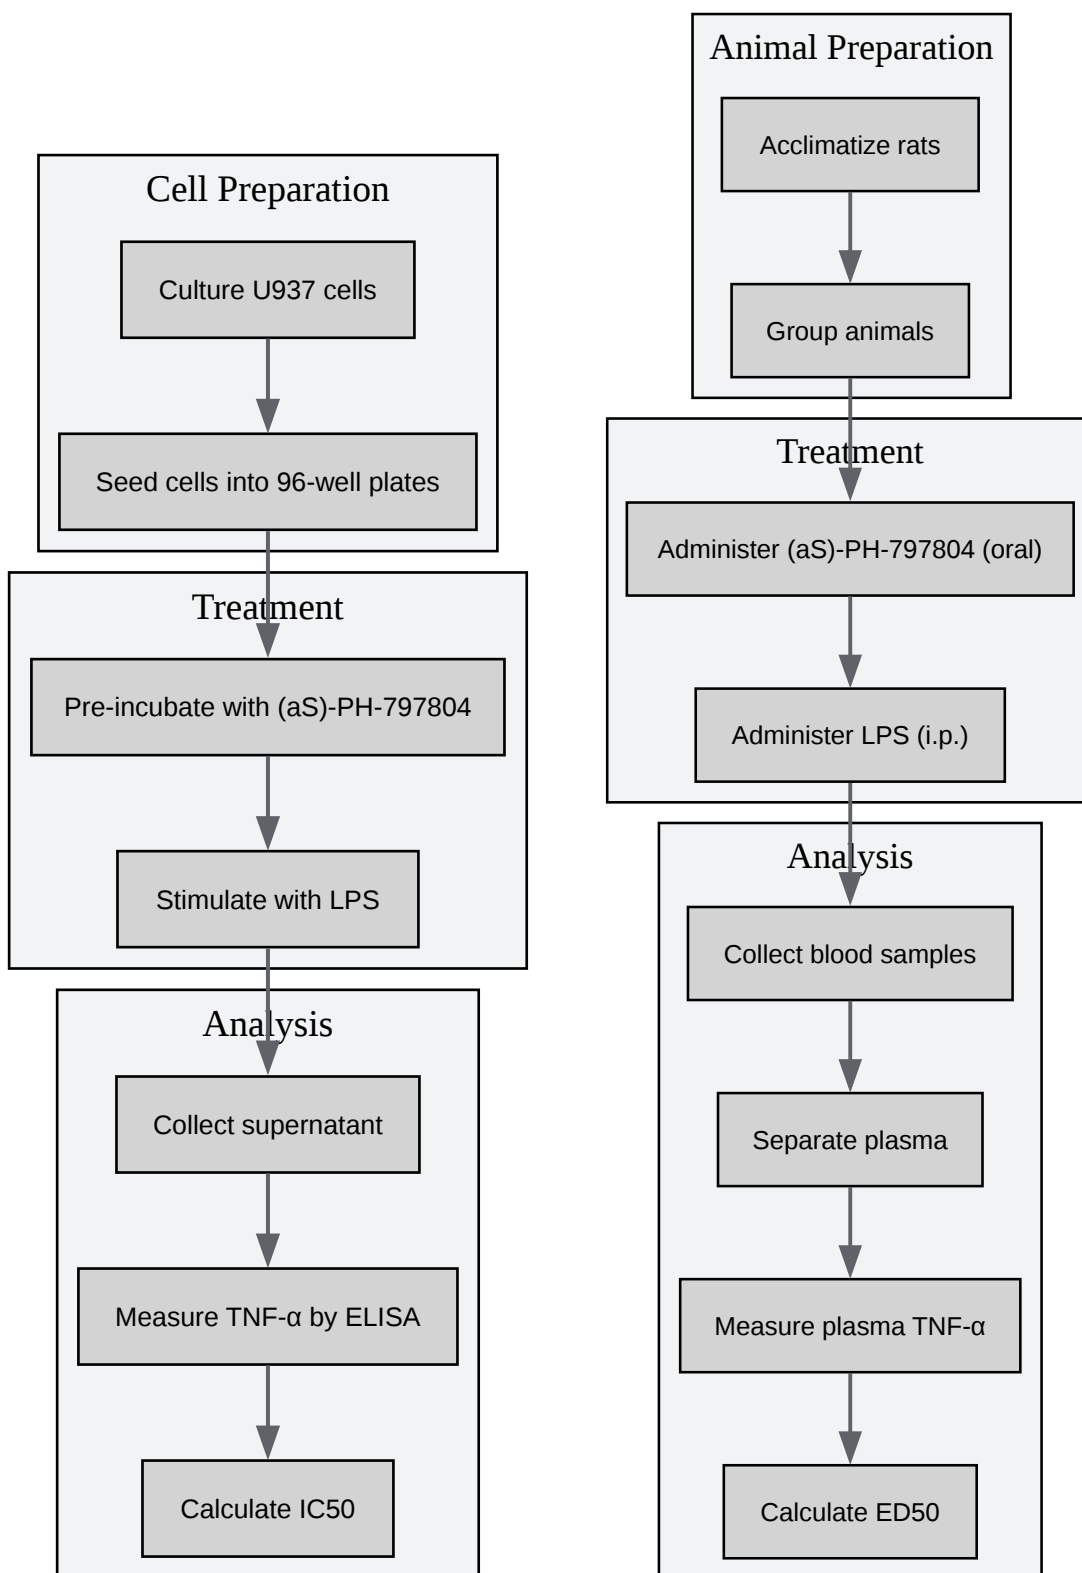 Cell Preparation
Culture U937 cells
Seed cells into 96-well plates
Treatment
Pre-incubate with (aS)-PH-797804
Stimulate with LPS
Analysis
Collect supernatant
Measure TNF-α by ELISA
Calculate IC50
Animal Preparation
Acclimatize rats
Group animals
Treatment
Administer (aS)-PH-797804 (oral)
Administer LPS (i.p.)
Analysis
Collect blood samples
Separate plasma
Measure plasma TNF-α
Calculate ED50